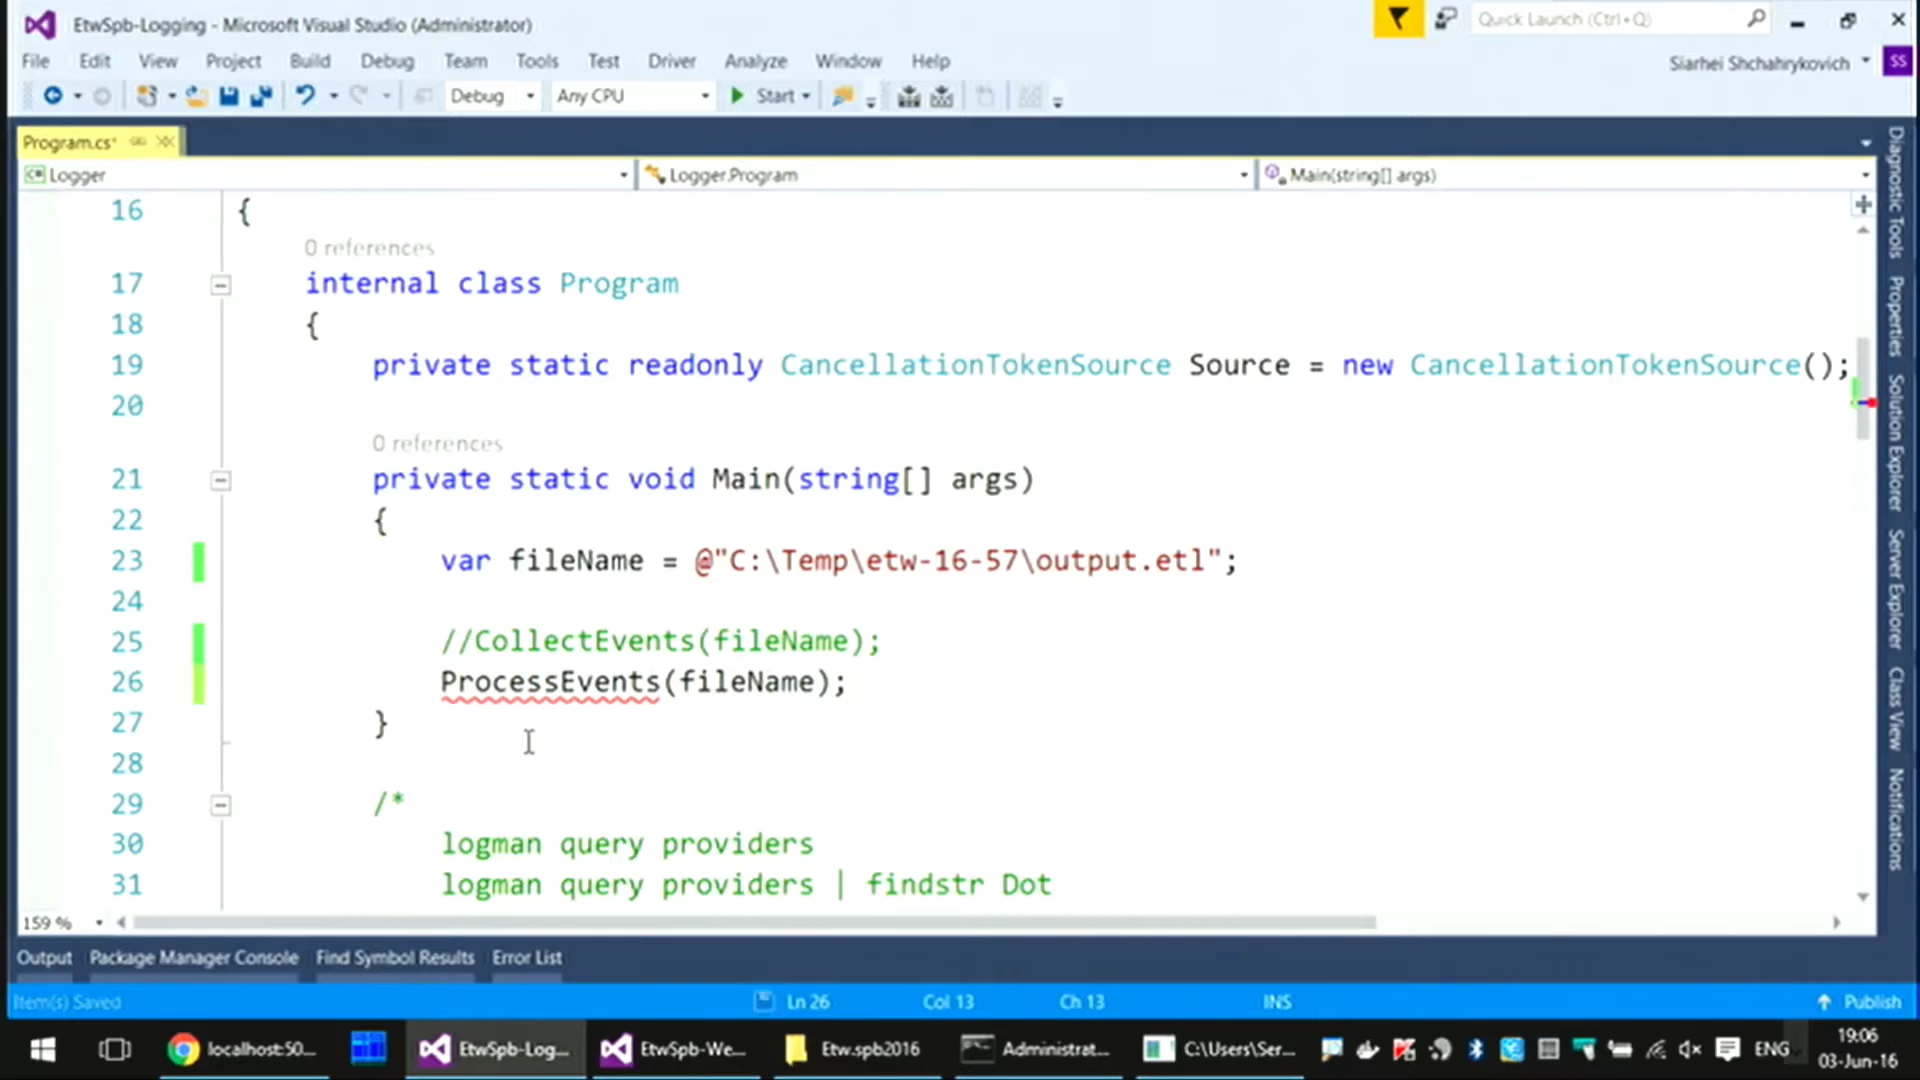 EtwSpb-Logging - Microsoft Visual Studio (Administrator)
Quick Launch (Ctrl+Q)
File Edit View Project Build Debug Team Tools Test Driver Analyze Window Help
Siarhei Shchahrykovich
SS
Debug
Any CPU
Start
Program.cs*
Logger
Logger.Program
Main(string[] args)
16 {
0 references
17 internal class Program
18 {
19 private static readonly CancellationTokenSource Source = new CancellationTokenSource();
20
0 references
21 private static void Main(string[] args)
22 {
23 var fileName = @"C:\Temp\etw-16-57\output.etl";
24
25 //CollectEvents(fileName);
26 ProcessEvents(fileName);
27 }
28
29 /*
30 logman query providers
31 logman query providers | findstr Dot
159 %
Diagnostic Tools
Properties
Solution Explorer
Server Explorer
Class View
Notifications
Output Package Manager Console Find Symbol Results Error List
Item(s) Saved
Ln 26
Col 13
Ch 13
INS
Publish
localhost:50...
EtwSpb-Log...
EtwSpb-We...
Etw.spb2016
Administrat...
C:\Users\Ser...
ENG
19:06
03-Jun-16